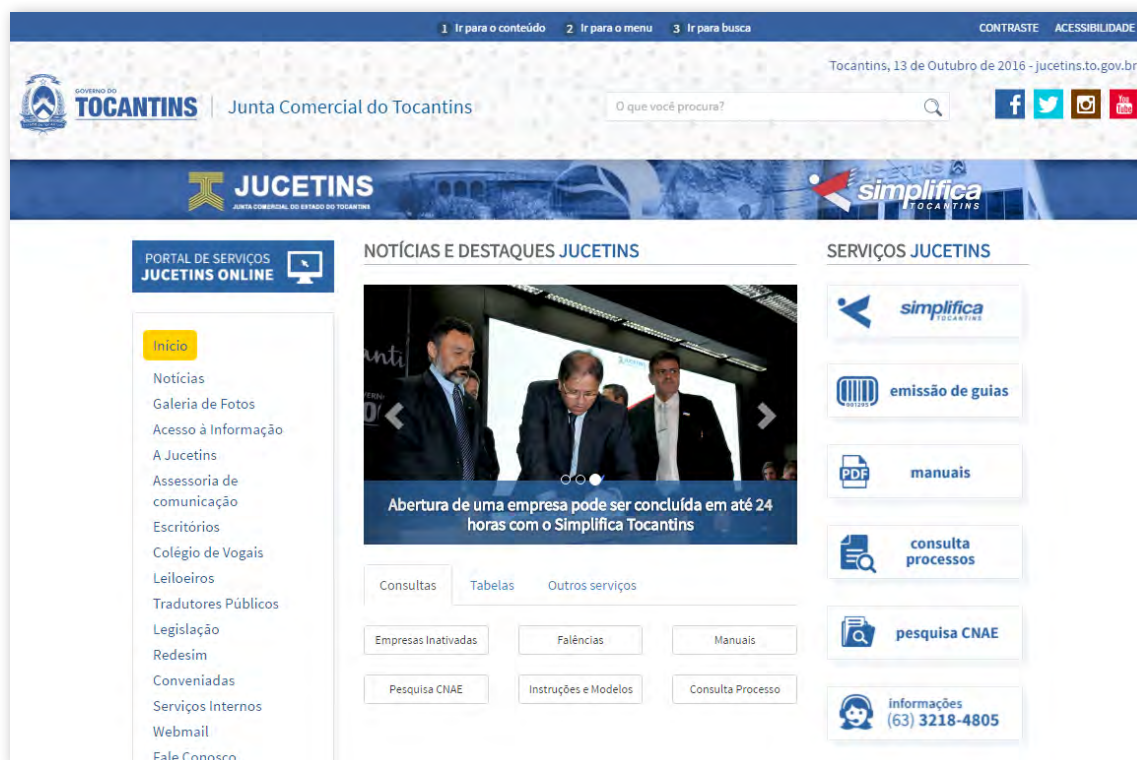 1 Ir para o conteúdo 2 Ir para o menu 3 Ir para busca CONTRASTE ACESSIBILIDADE
Tocantins, 13 de Outubro de 2016 - jucetins.to.gov.br
GOVERNO DO
TOCANTINS Junta Comercial do Tocantins
O que você procura?
You
Tube
JUCETINS
JUNTA COMERCIAL DO ESTADO DO TOCANTINS
simplifica
TOCANTINS
PORTAL DE SERVIÇOS
JUCETINS ONLINE
Início
Notícias
Galeria de Fotos
Acesso à Informação
A Jucetins
Assessoria de
comunicação
Escritórios
Colégio de Vogais
Leiloeiros
Tradutores Públicos
Legislação
Redesim
Conveniadas
Serviços Internos
Webmail
Fale Conosco
NOTÍCIAS E DESTAQUES JUCETINS
Abertura de uma empresa pode ser concluída em até 24
horas com o Simplifica Tocantins
Consultas Tabelas Outros serviços
Empresas Inativadas Falências Manuais
Pesquisa CNAE Instruções e Modelos Consulta Processo
SERVIÇOS JUCETINS
simplifica
TOCANTINS
emissão de guias
PDF manuais
consulta
processos
pesquisa CNAE
informações
(63) 3218-4805